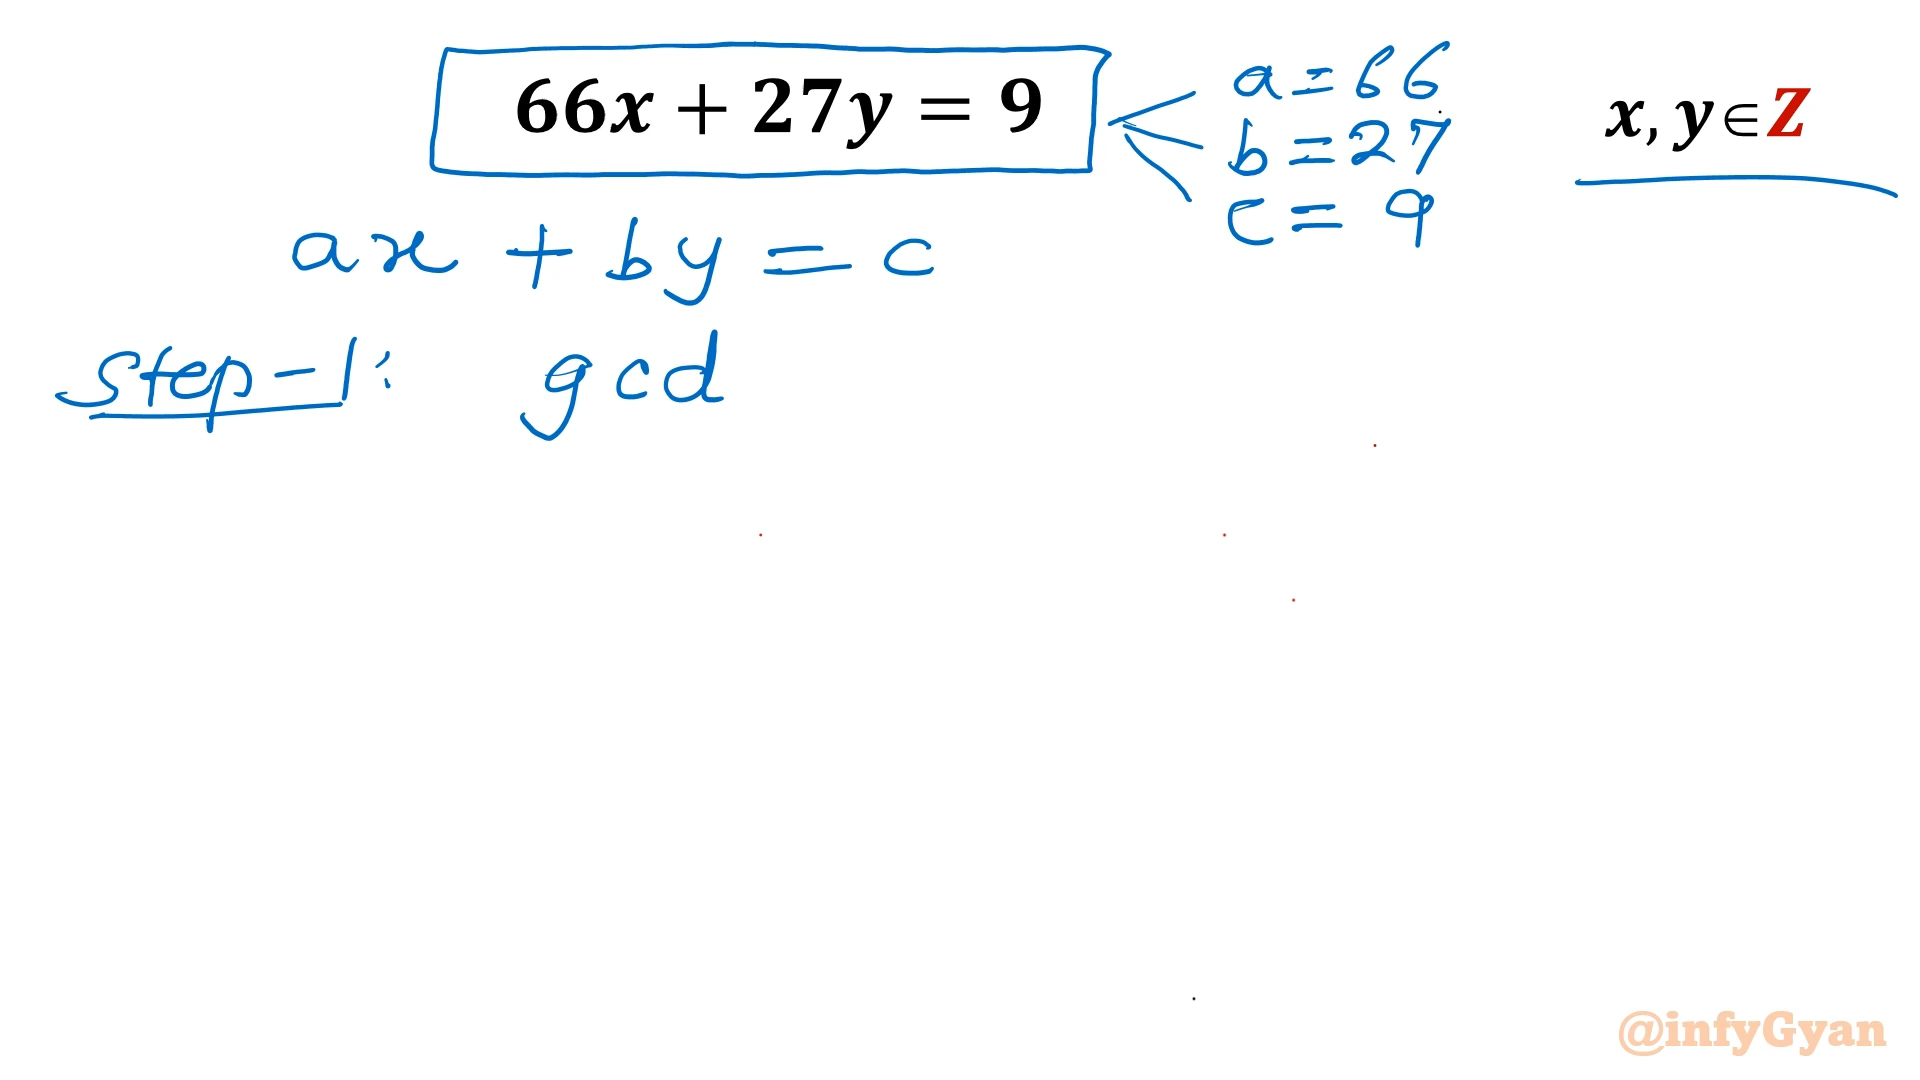 66x + 27y = 9
a = 66
b = 27
c = 9
x, y ∈ Z
ax + by = c
step-1: gcd
@infyGyan